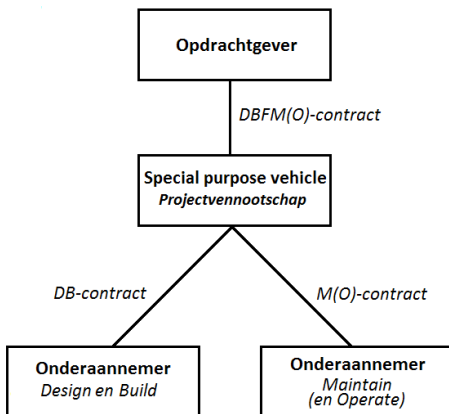 Opdrachtgever
DBFM(O)-contract
Special purpose vehicle
Projectvennootschap
DB-contract
M(O)-contract
Onderaannemer
Design en Build
Onderaannemer
Maintain
(en Operate)